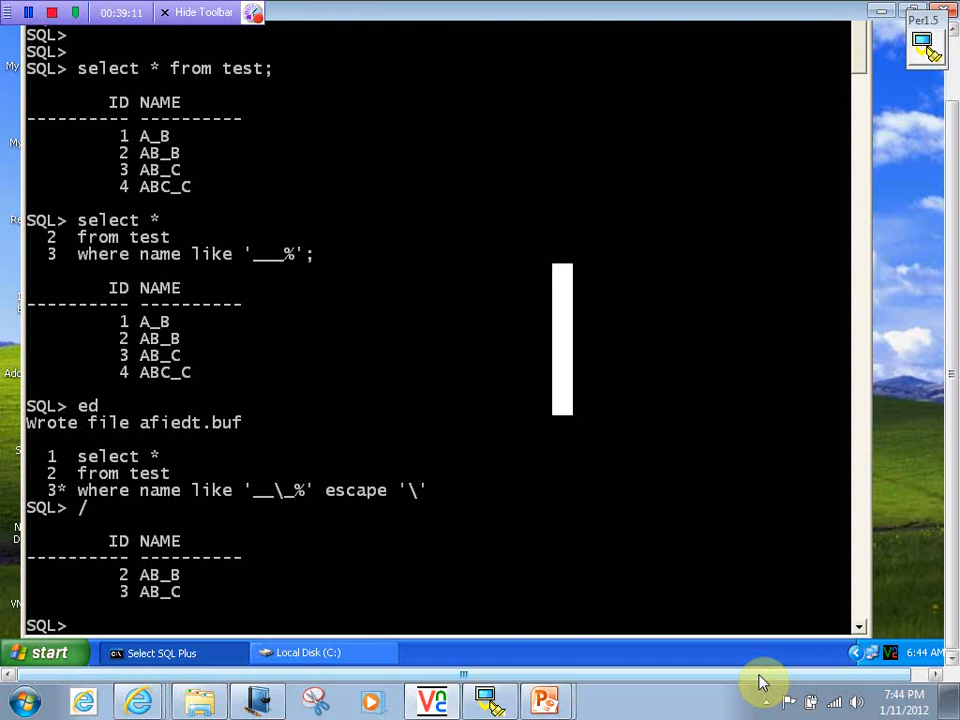 00:39:11 Hide Toolbar
Per1.5
SQL>
SQL>
SQL> select * from test;
ID NAME
---------- ----------
1 A_B
2 AB_B
3 AB_C
4 ABC_C
SQL> select *
2 from test
3 where name like '___%';
ID NAME
---------- ----------
1 A_B
2 AB_B
3 AB_C
4 ABC_C
SQL> ed
Wrote file afiedt.buf
1 select *
2 from test
3* where name like '__\_%' escape '\'
SQL> /
ID NAME
---------- ----------
2 AB_B
3 AB_C
SQL>
start Select SQL Plus Local Disk (C:) 6:44 AM
7:44 PM
1/11/2012